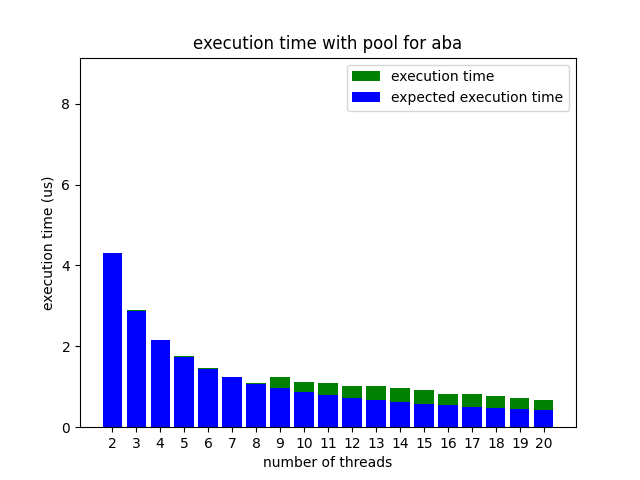 execution time with pool for aba
execution time
expected execution time
8
6
4
2
0
execution time (us)
2 3 4 5 6 7 8 9 10 11 12 13 14 15 16 17 18 19 20
number of threads